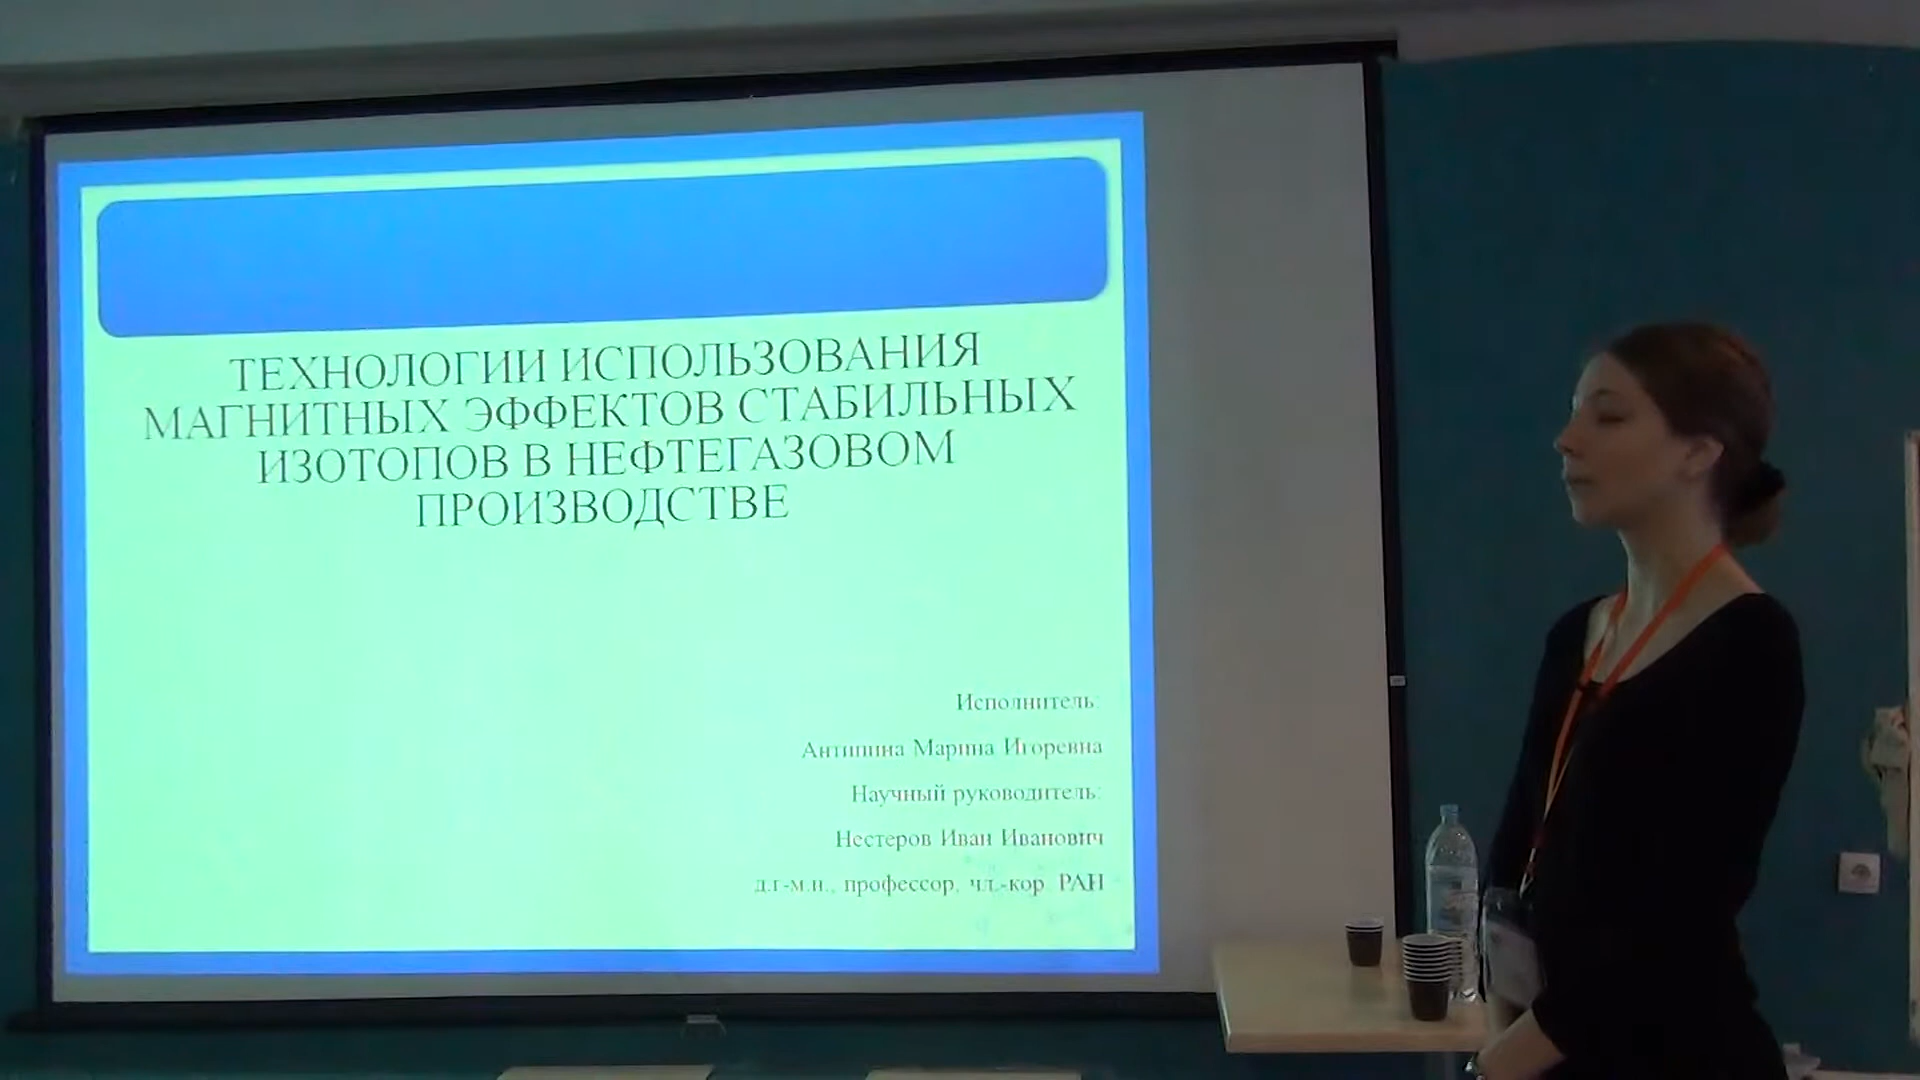 ТЕХНОЛОГИИ ИСПОЛЬЗОВАНИЯ
МАГНИТНЫХ ЭФФЕКТОВ СТАБИЛЬНЫХ
ИЗОТОПОВ В НЕФТЕГАЗОВОМ
ПРОИЗВОДСТВЕ
Исполнитель:
Антипина Марина Игоревна
Научный руководитель:
Нестеров Иван Иванович
д.г-м.н., профессор, чл.-кор. РАН